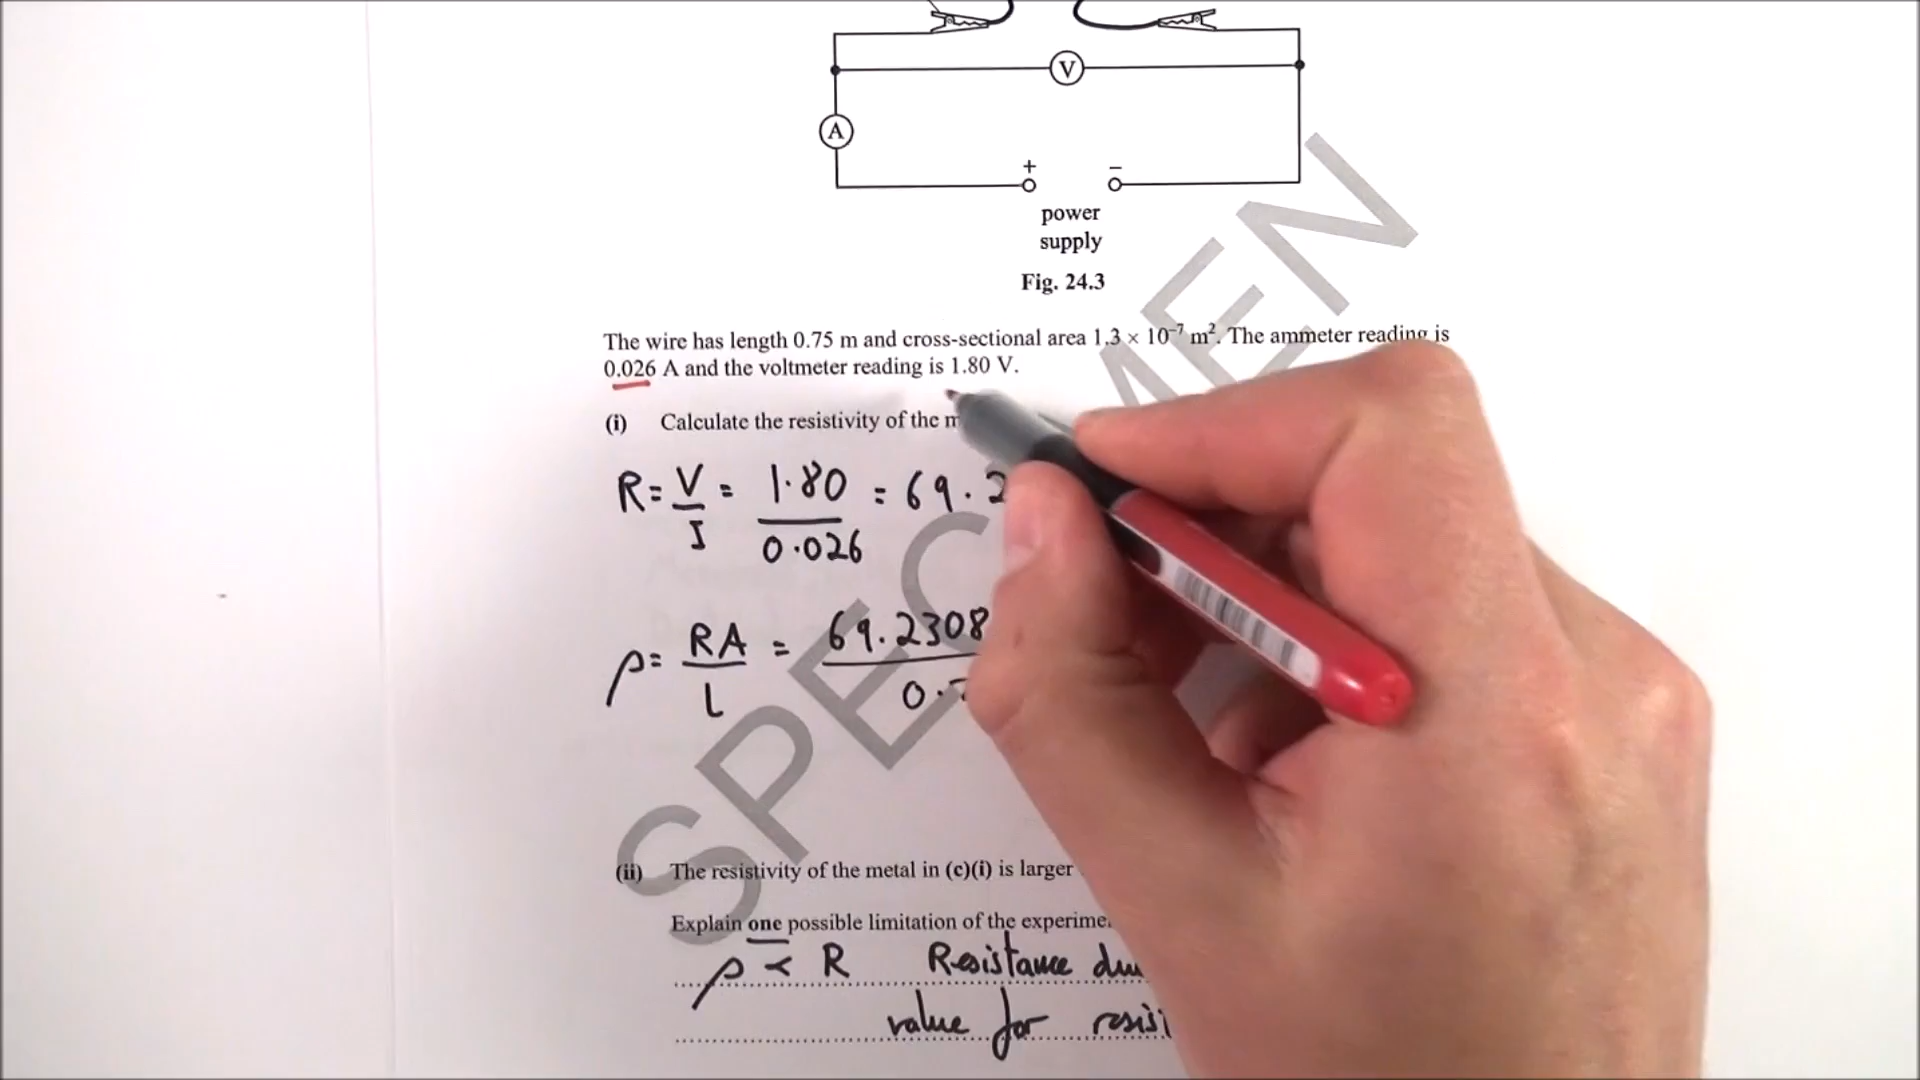 V
A
+ −
power
supply
Fig. 24.3
The wire has length 0.75 m and cross-sectional area 1.3 × 10⁻⁷ m². The ammeter reading is
0.026 A and the voltmeter reading is 1.80 V.
(i) Calculate the resistivity of the
R = V/I = 1.80/0.026 = 69.2
ρ = RA/L = 69.2308
0.
(ii) The resistivity of the metal in (c)(i) is larger
Explain one possible limitation of the
ρ ∝ R Resistance
value for
SPECIMEN